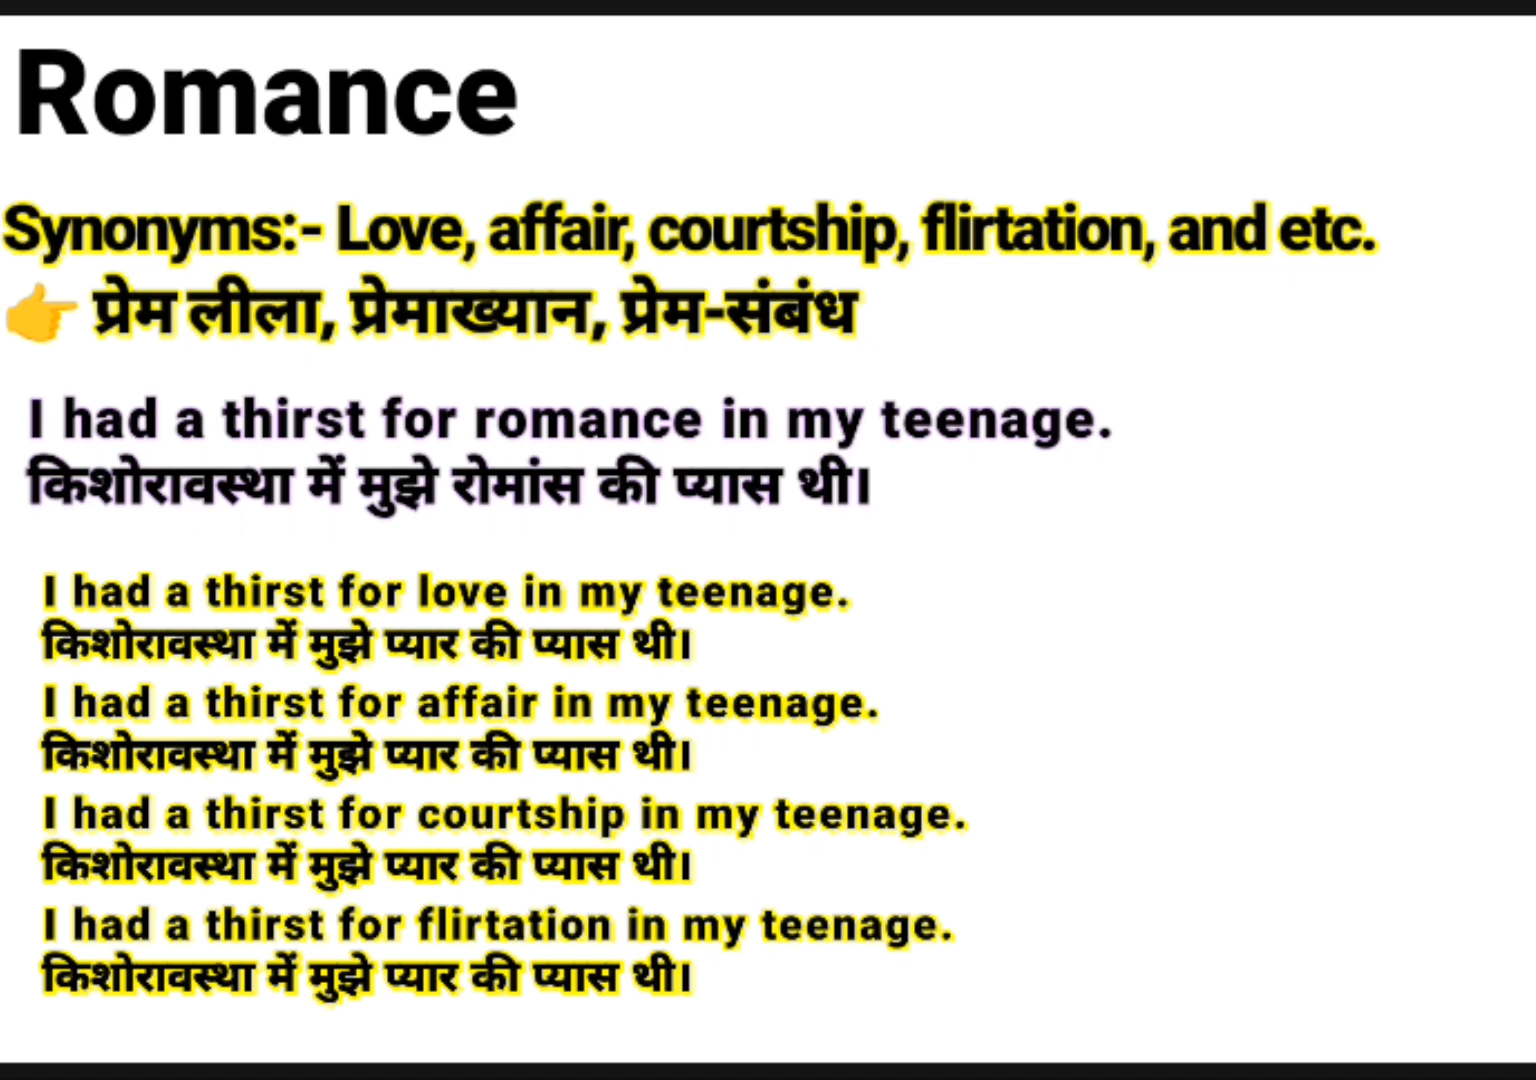 Romance
Synonyms:- Love, affair, courtship, flirtation, and etc.
👉 प्रेम लीला, प्रेमाख्यान, प्रेम-संबंध
I had a thirst for romance in my teenage.
किशोरावस्था में मुझे रोमांस की प्यास थी।
I had a thirst for love in my teenage.
किशोरावस्था में मुझे प्यार की प्यास थी।
I had a thirst for affair in my teenage.
किशोरावस्था में मुझे प्यार की प्यास थी।
I had a thirst for courtship in my teenage.
किशोरावस्था में मुझे प्यार की प्यास थी।
I had a thirst for flirtation in my teenage.
किशोरावस्था में मुझे प्यार की प्यास थी।